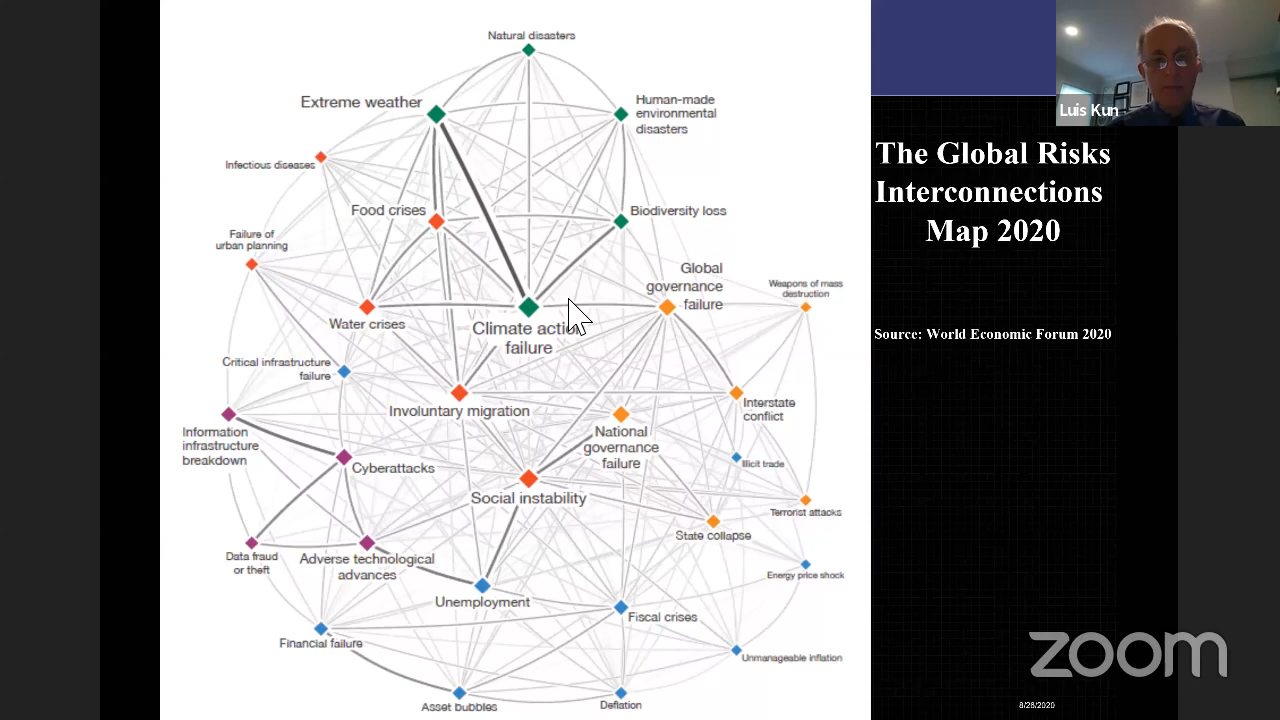 Natural disasters
Extreme weather
Human-made
environmental
disasters
Infectious diseases
Food crises
Biodiversity loss
Failure of
urban planning
Global
governance
failure
Weapons of mass
destruction
Water crises
Climate action
failure
Critical infrastructure
failure
Involuntary migration
Interstate
conflict
Information
infrastructure
breakdown
National
governance
failure
Cyberattacks
Illicit trade
Social instability
Terrorist attacks
State collapse
Data fraud
or theft
Adverse technological
advances
Energy price shock
Unemployment
Fiscal crises
Financial failure
Unmanageable inflation
Asset bubbles
Deflation
Luis Kun
The Global Risks
Interconnections
Map 2020
Source: World Economic Forum 2020
zoom
8/26/2020